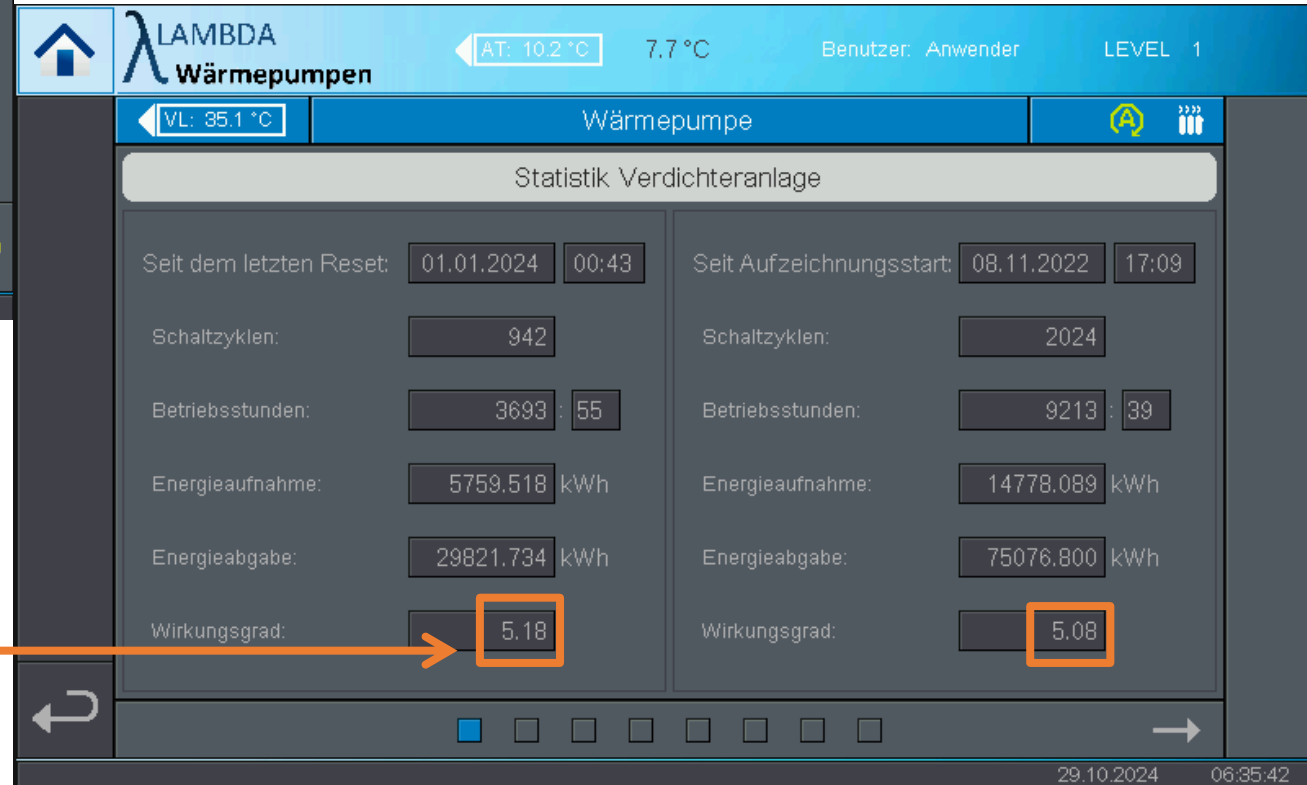 LAMBDA
Wärmepumpen
AT: 10.2 °C 7.7 °C Benutzer: Anwender LEVEL 1
VL: 35.1 °C Wärmepumpe A
Statistik Verdichteranlage
Seit dem letzten Reset: 01.01.2024 00:43
Schaltzyklen: 942
Betriebsstunden: 3693 : 55
Energieaufnahme: 5759.518 kWh
Energieabgabe: 29821.734 kWh
Wirkungsgrad: 5.18
Seit Aufzeichnungsstart: 08.11.2022 17:09
Schaltzyklen: 2024
Betriebsstunden: 9213 : 39
Energieaufnahme: 14778.089 kWh
Energieabgabe: 75076.800 kWh
Wirkungsgrad: 5.08
29.10.2024 06:35:42